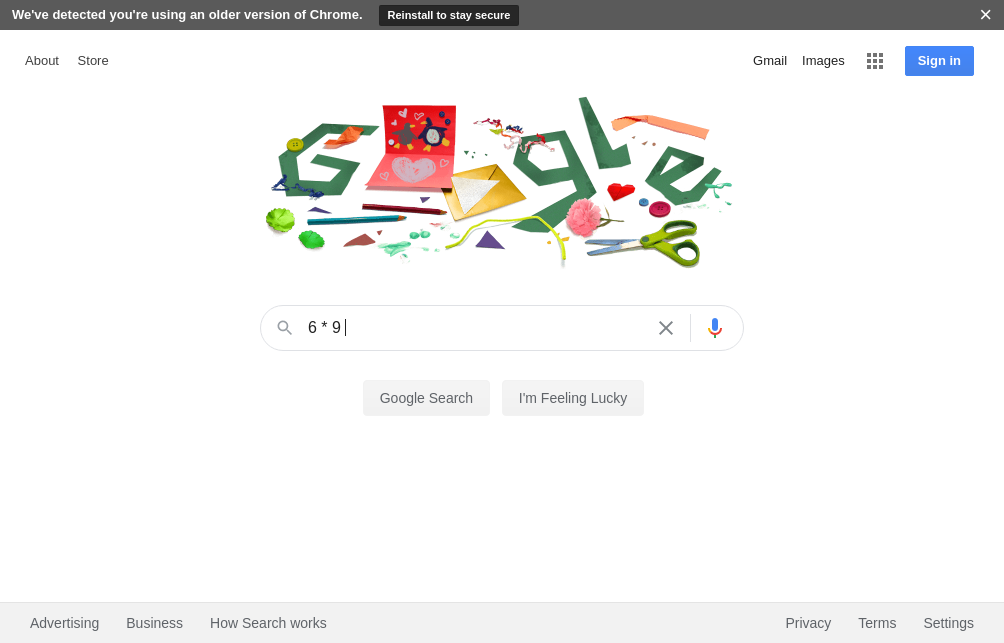 We've detected you're using an older version of Chrome. Reinstall to stay secure
About Store Gmail Images Sign in
Google
6 * 9
Google Search I'm Feeling Lucky
Advertising Business How Search works Privacy Terms Settings